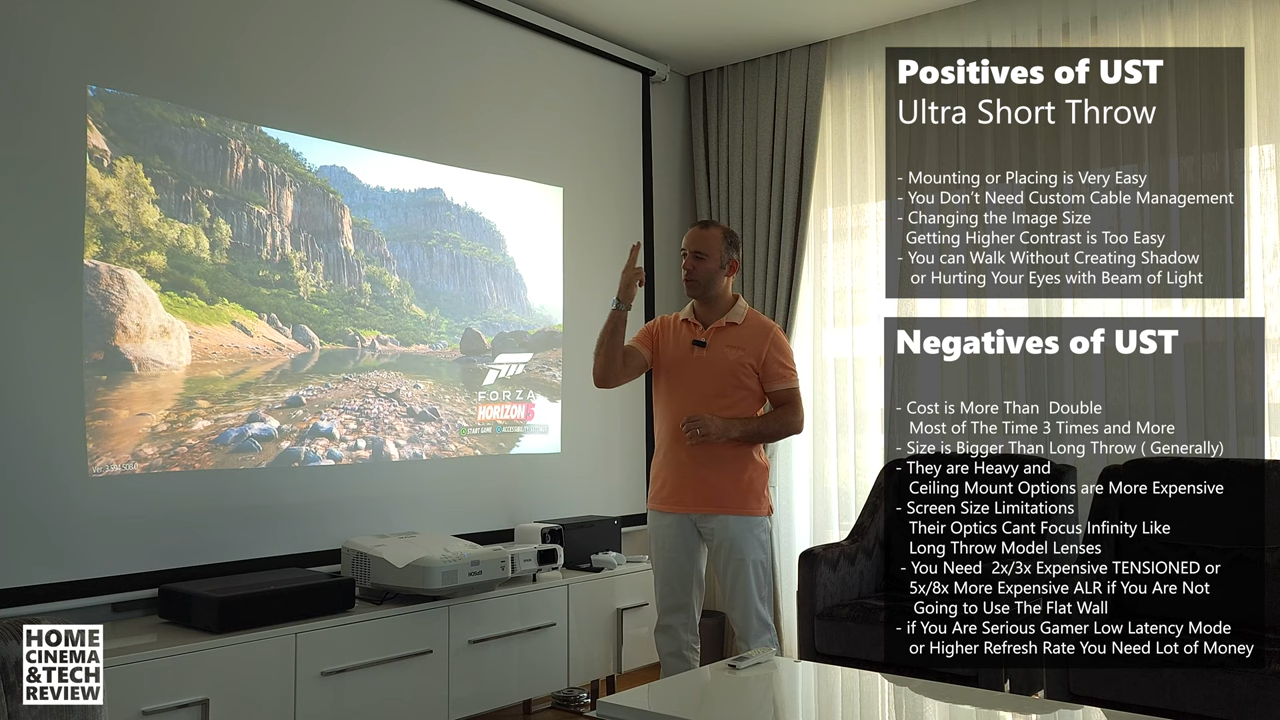 Positives of UST
Ultra Short Throw
- Mounting or Placing is Very Easy
- You Don't Need Custom Cable Management
- Changing the Image Size
Getting Higher Contrast is Too Easy
- You can Walk Without Creating Shadow
or Hurting Your Eyes with Beam of Light
Negatives of UST
- Cost is More Than Double
Most of The Time 3 Times and More
- Size is Bigger Than Long Throw ( Generally)
- They are Heavy and
Ceiling Mount Options are More Expensive
- Screen Size Limitations
Their Optics Cant Focus Infinity Like
Long Throw Model Lenses
- You Need 2x/3x Expensive TENSIONED or
5x/8x More Expensive ALR if You Are Not
Going to Use The Flat Wall
- if You Are Serious Gamer Low Latency Mode
or Higher Refresh Rate You Need Lot of Money
FORZA
HORIZON 5
START GAME ACCESSIBILITY SETTINGS
EPSON
HOME
CINEMA
&TECH
REVIEW